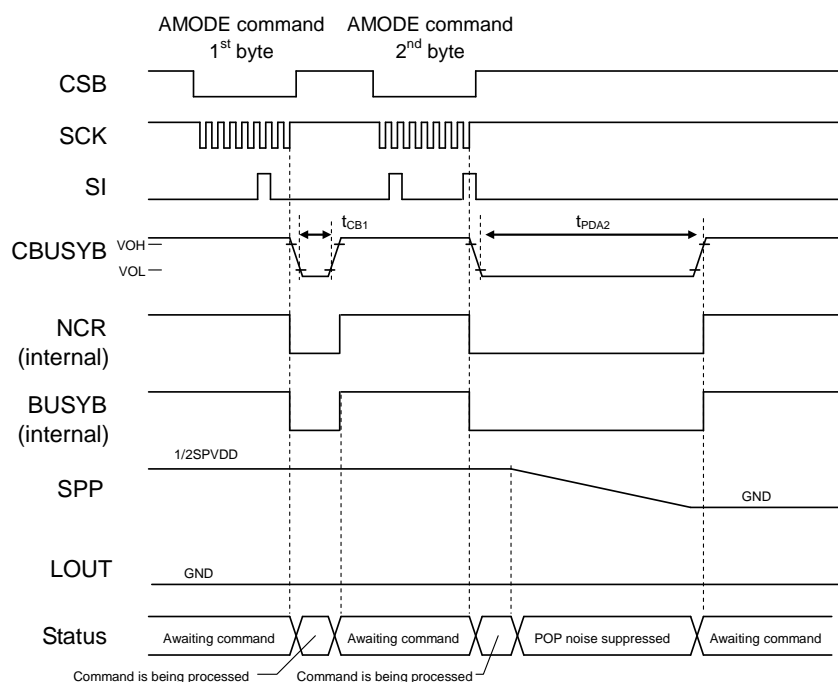 AMODE command
1st byte
AMODE command
2nd byte
CSB
SCK
SI
tCB1
tPDA2
CBUSYB
VOH
VOL
NCR
(internal)
BUSYB
(internal)
1/2SPVDD
SPP
GND
LOUT
GND
Status
Awaiting command
Awaiting command
POP noise suppressed
Awaiting command
Command is being processed
Command is being processed